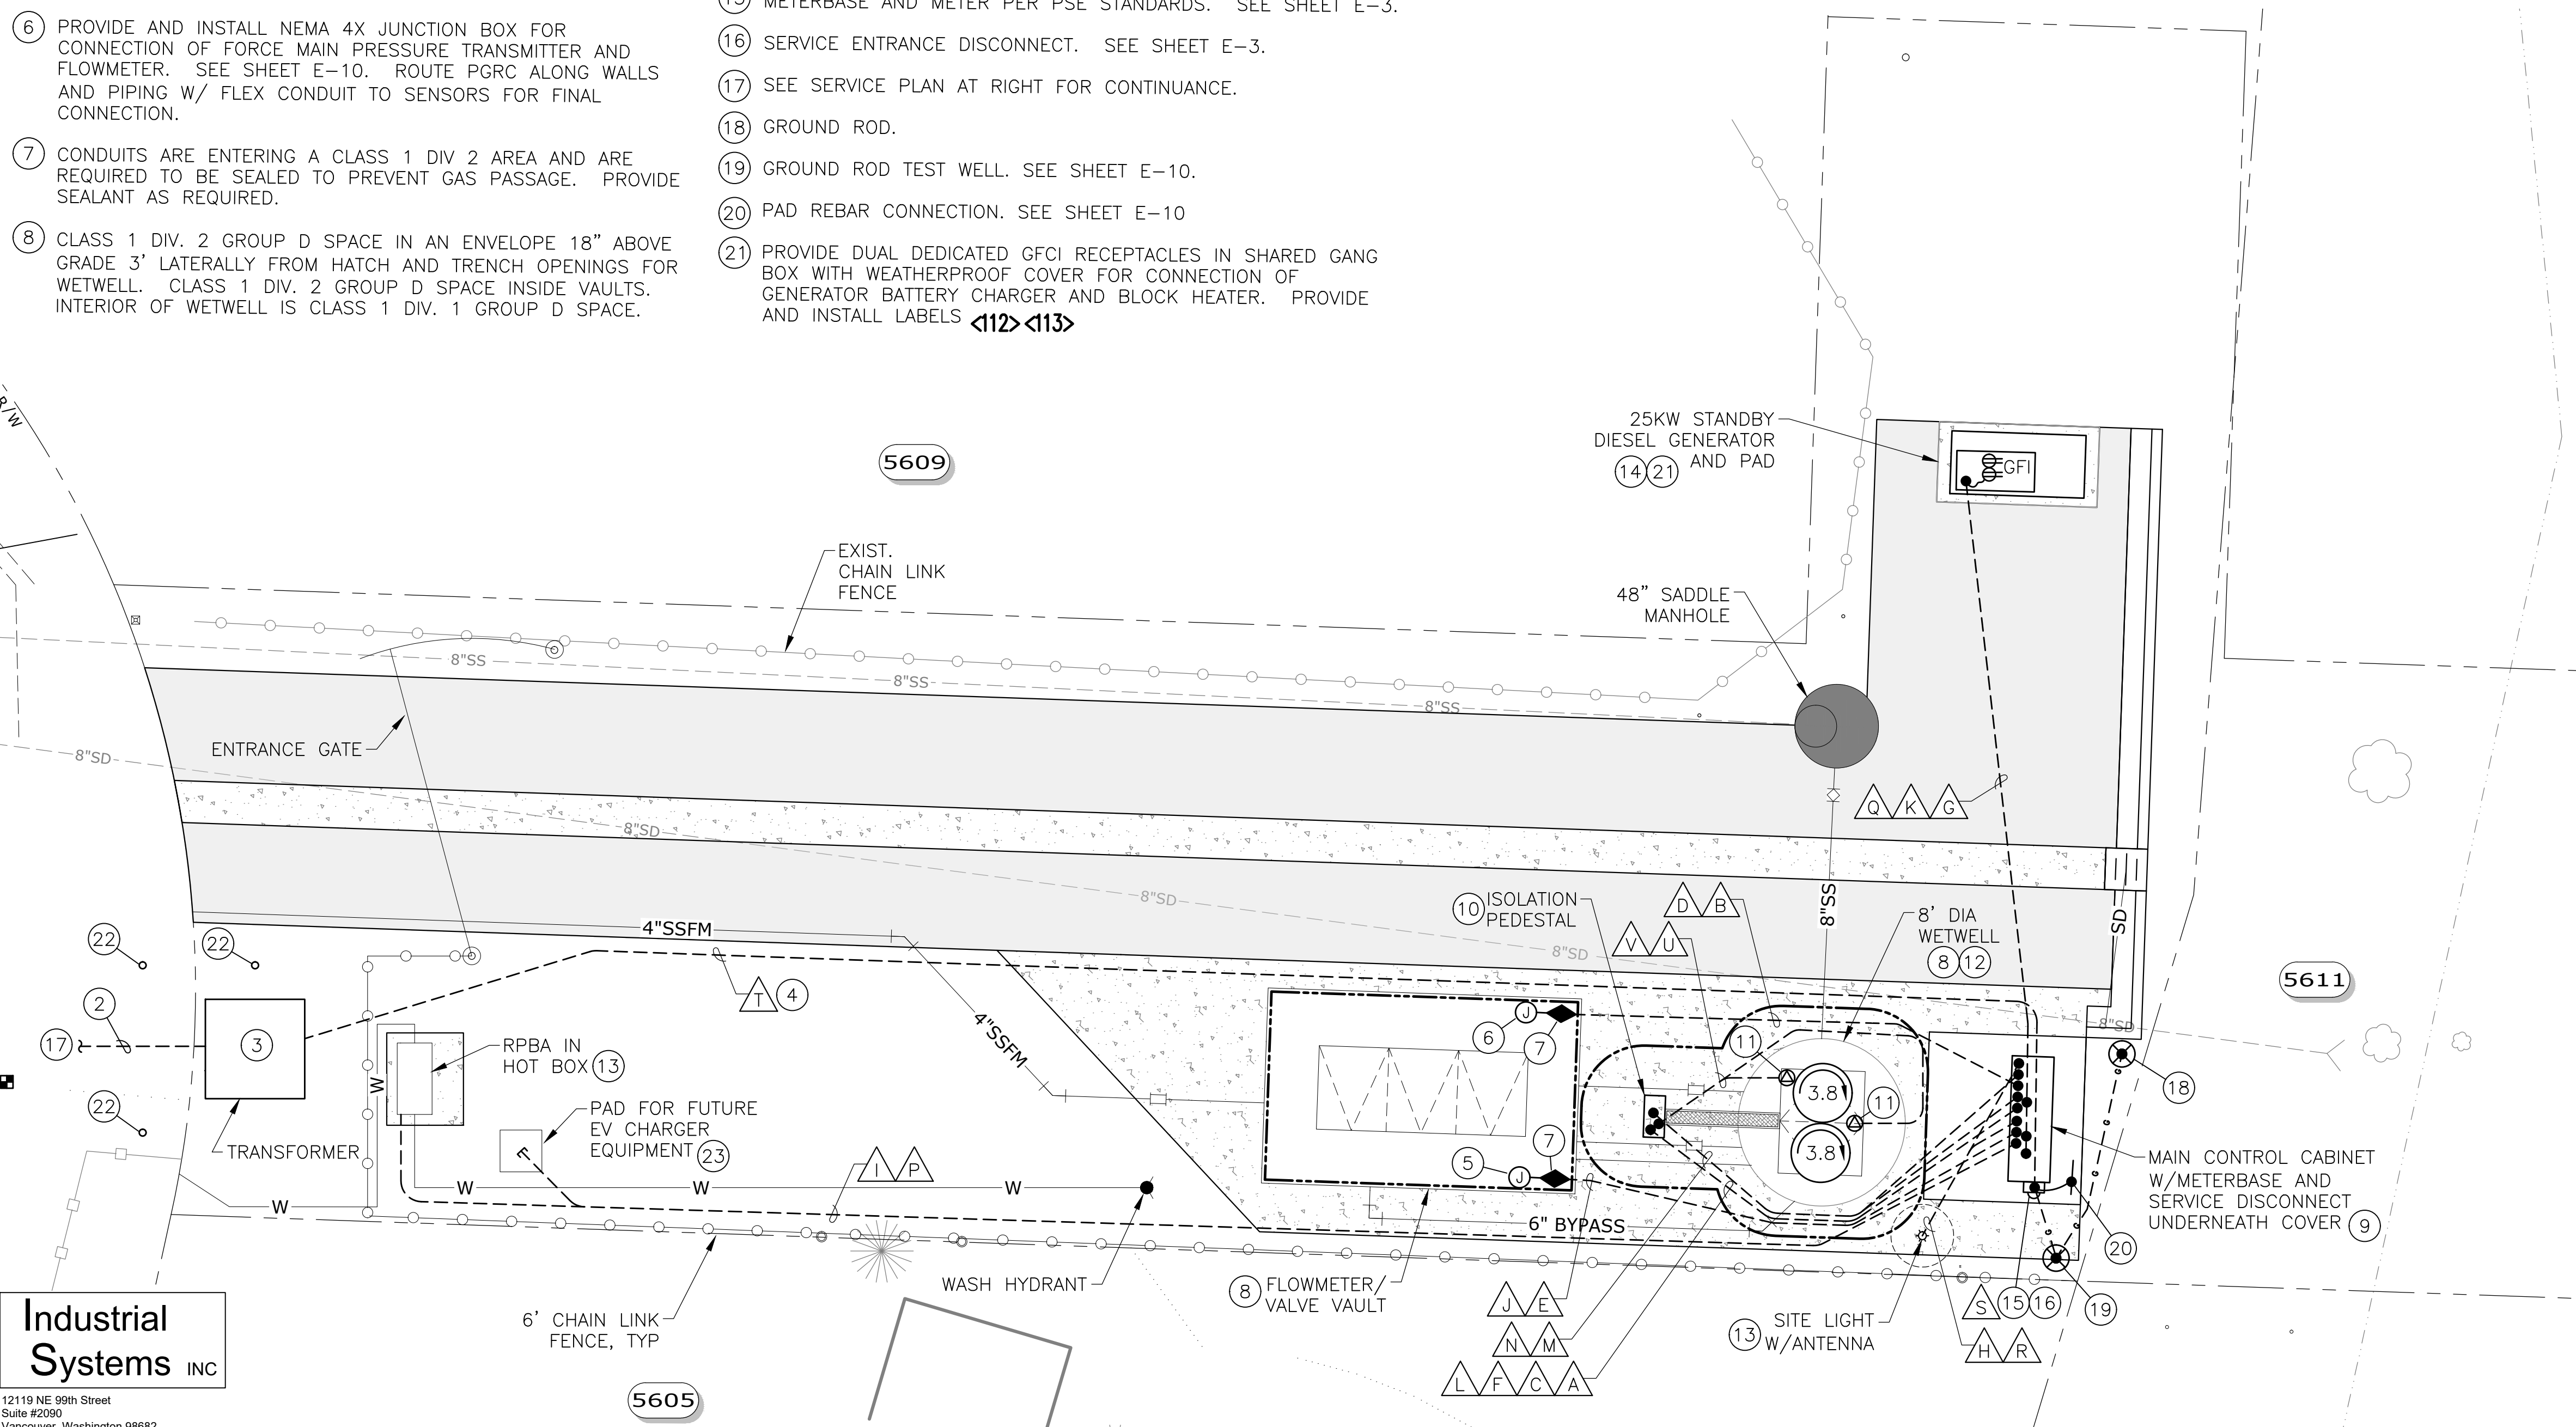 6 PROVIDE AND INSTALL NEMA 4X JUNCTION BOX FOR
CONNECTION OF FORCE MAIN PRESSURE TRANSMITTER AND
FLOWMETER. SEE SHEET E-10. ROUTE PGRC ALONG WALLS
AND PIPING W/ FLEX CONDUIT TO SENSORS FOR FINAL
CONNECTION.
7 CONDUITS ARE ENTERING A CLASS 1 DIV 2 AREA AND ARE
REQUIRED TO BE SEALED TO PREVENT GAS PASSAGE. PROVIDE
SEALANT AS REQUIRED.
8 CLASS 1 DIV. 2 GROUP D SPACE IN AN ENVELOPE 18" ABOVE
GRADE 3' LATERALLY FROM HATCH AND TRENCH OPENINGS FOR
WETWELL. CLASS 1 DIV. 2 GROUP D SPACE INSIDE VAULTS.
INTERIOR OF WETWELL IS CLASS 1 DIV. 1 GROUP D SPACE.
15 METERBASE AND METER PER PSE STANDARDS. SEE SHEET E-3.
16 SERVICE ENTRANCE DISCONNECT. SEE SHEET E-3.
17 SEE SERVICE PLAN AT RIGHT FOR CONTINUANCE.
18 GROUND ROD.
19 GROUND ROD TEST WELL. SEE SHEET E-10.
20 PAD REBAR CONNECTION. SEE SHEET E-10
21 PROVIDE DUAL DEDICATED GFCI RECEPTACLES IN SHARED GANG
BOX WITH WEATHERPROOF COVER FOR CONNECTION OF
GENERATOR BATTERY CHARGER AND BLOCK HEATER. PROVIDE
AND INSTALL LABELS <112> <113>
R/W
5609
25KW STANDBY
DIESEL GENERATOR
14 21 AND PAD
GFI
EXIST.
CHAIN LINK
FENCE
48" SADDLE
MANHOLE
8"SS
8"SS
8"SS
ENTRANCE GATE
8"SD
8"SD
8"SD
8"SD
8"SD
Q K G
10 ISOLATION
PEDESTAL
D B
V U
8"SS
8' DIA
WETWELL
8 12
SD
5611
4"SSFM
4"SSFM
22
22
2
17
3
22
TRANSFORMER
T 4
RPBA IN
HOT BOX 13
W
PAD FOR FUTURE
EV CHARGER
EQUIPMENT 23
I P
W
W
W
W
6
7
11
3.8
3.8
11
5
7
J
J
18
G
G
G
MAIN CONTROL CABINET
W/METERBASE AND
SERVICE DISCONNECT
UNDERNEATH COVER 9
20
6" BYPASS
WASH HYDRANT
8 FLOWMETER/
VALVE VAULT
J E
N M
L F C A
13 SITE LIGHT
W/ANTENNA
S 15 16
19
H R
6' CHAIN LINK
FENCE, TYP
5605
Industrial
Systems INC
12119 NE 99th Street
Suite #2090
Vancouver, Washington 98682